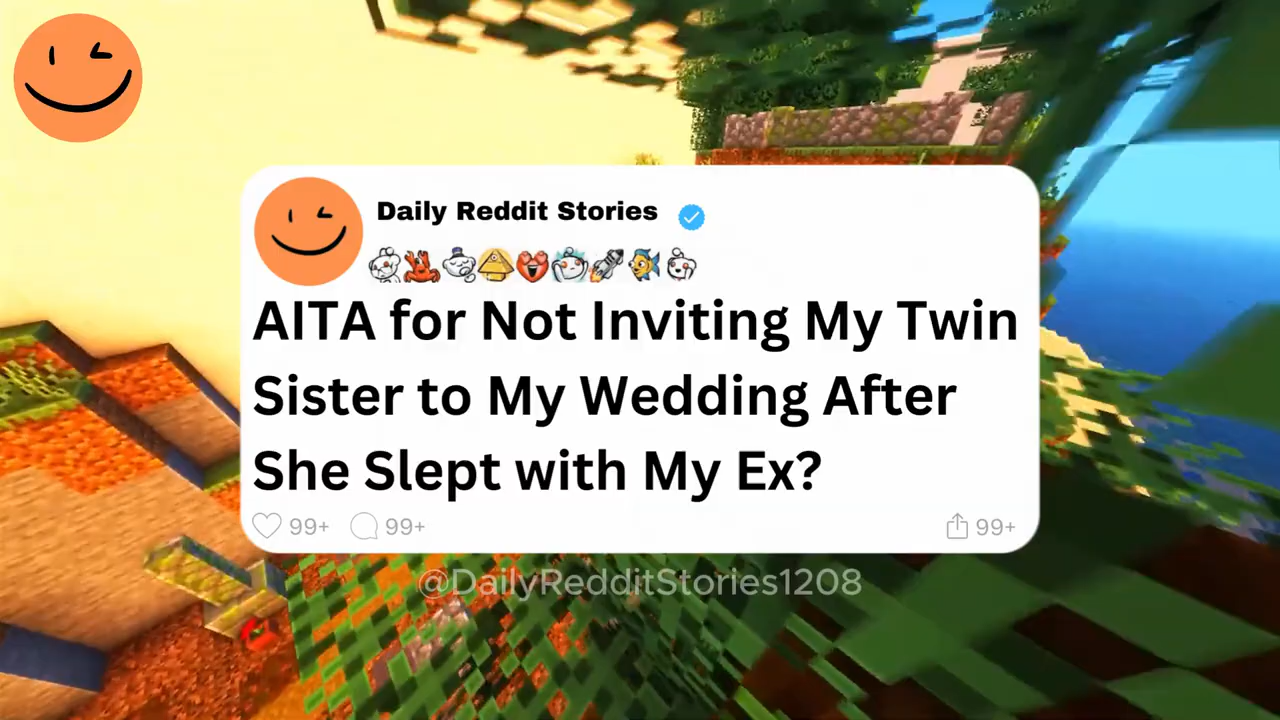 Daily Reddit Stories
AITA for Not Inviting My Twin
Sister to My Wedding After
She Slept with My Ex?
99+ 99+ 99+
@DailyRedditStories1208